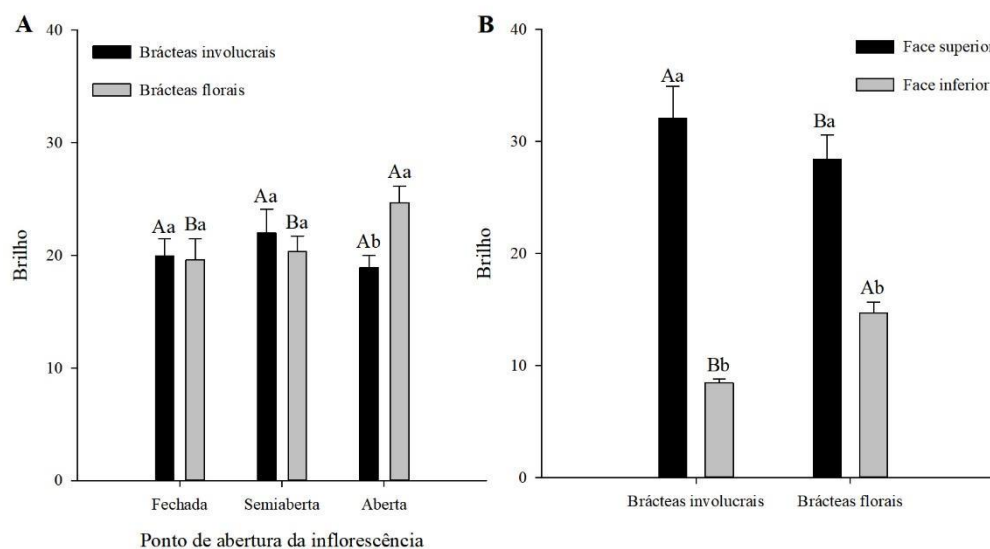 A
Brácteas involucrais
Brácteas florais
40
30
20
10
0
Brilho
Aa
Ba
Aa
Ba
Ab
Aa
Fechada
Semiaberta
Aberta
Ponto de abertura da inflorescência
B
Face superior
Face inferior
40
30
20
10
0
Brilho
Aa
Bb
Ba
Ab
Brácteas involucrais
Brácteas florais